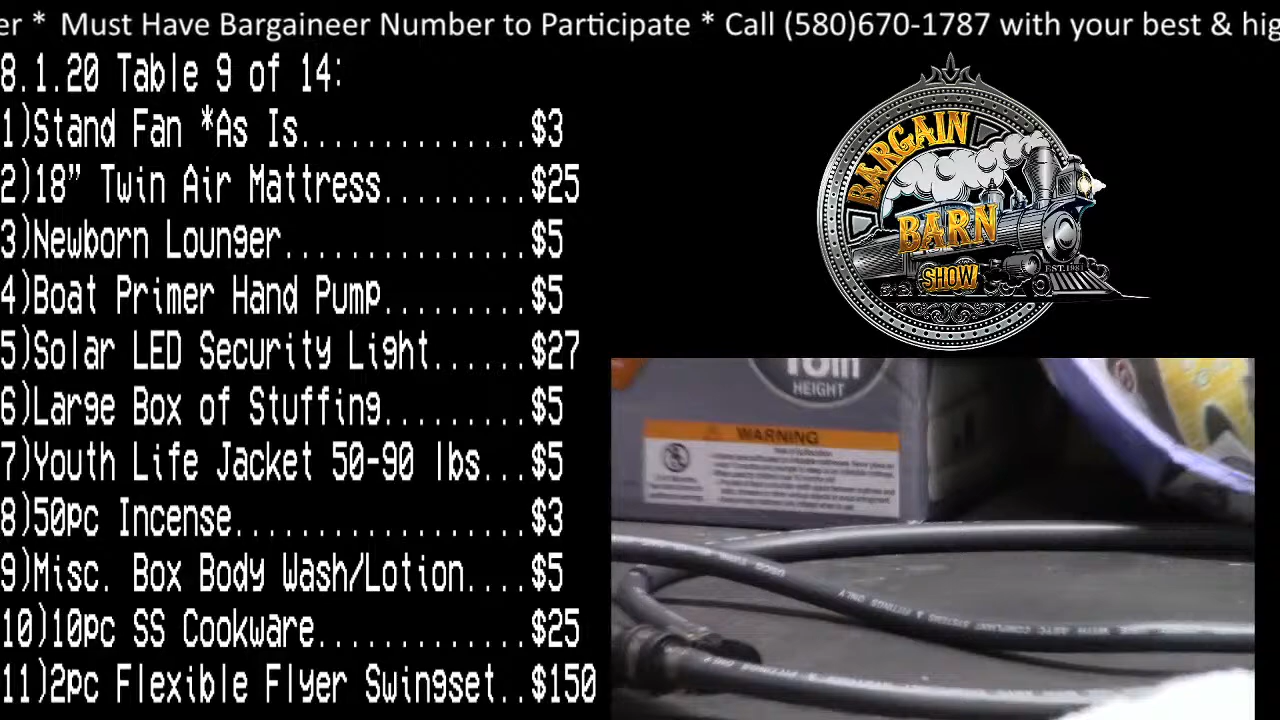 er * Must Have Bargaineer Number to Participate * Call (580)670-1787 with your best & hig
8.1.20 Table 9 of 14:
1)Stand Fan *As Is..............$3
2)18” Twin Air Mattress.........$25
3)Newborn Lounger...............$5
4)Boat Primer Hand Pump.........$5
5)Solar LED Security Light......$27
6)Large Box of Stuffing.........$5
7)Youth Life Jacket 50-90 lbs...$5
8)50pc Incense..................$3
9)Misc. Box Body Wash/Lotion....$5
10)10pc SS Cookware.............$25
11)2pc Flexible Flyer Swingset..$150
BARGAIN
BARN
SHOW
EST.1981
18in
HEIGHT
WARNING